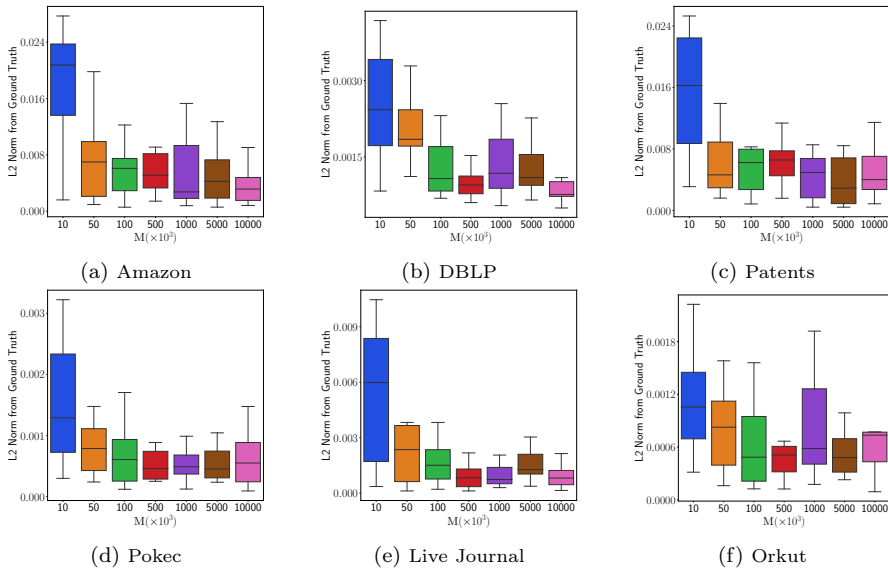 L2 Norm from Ground Truth
0.024
0.016
0.008
0.000
10 50 100 500 1000 5000 10000
M(×10³)
(a) Amazon
L2 Norm from Ground Truth
0.0030
0.0015
10 50 100 500 1000 5000 10000
M(×10³)
(b) DBLP
L2 Norm from Ground Truth
0.024
0.016
0.008
0.000
10 50 100 500 1000 5000 10000
M(×10³)
(c) Patents
L2 Norm from Ground Truth
0.003
0.002
0.001
0.000
10 50 100 500 1000 5000 10000
M(×10³)
(d) Pokec
L2 Norm from Ground Truth
0.009
0.006
0.003
0.000
10 50 100 500 1000 5000 10000
M(×10³)
(e) Live Journal
L2 Norm from Ground Truth
0.0018
0.0012
0.0006
0.0000
10 50 100 500 1000 5000 10000
M(×10³)
(f) Orkut